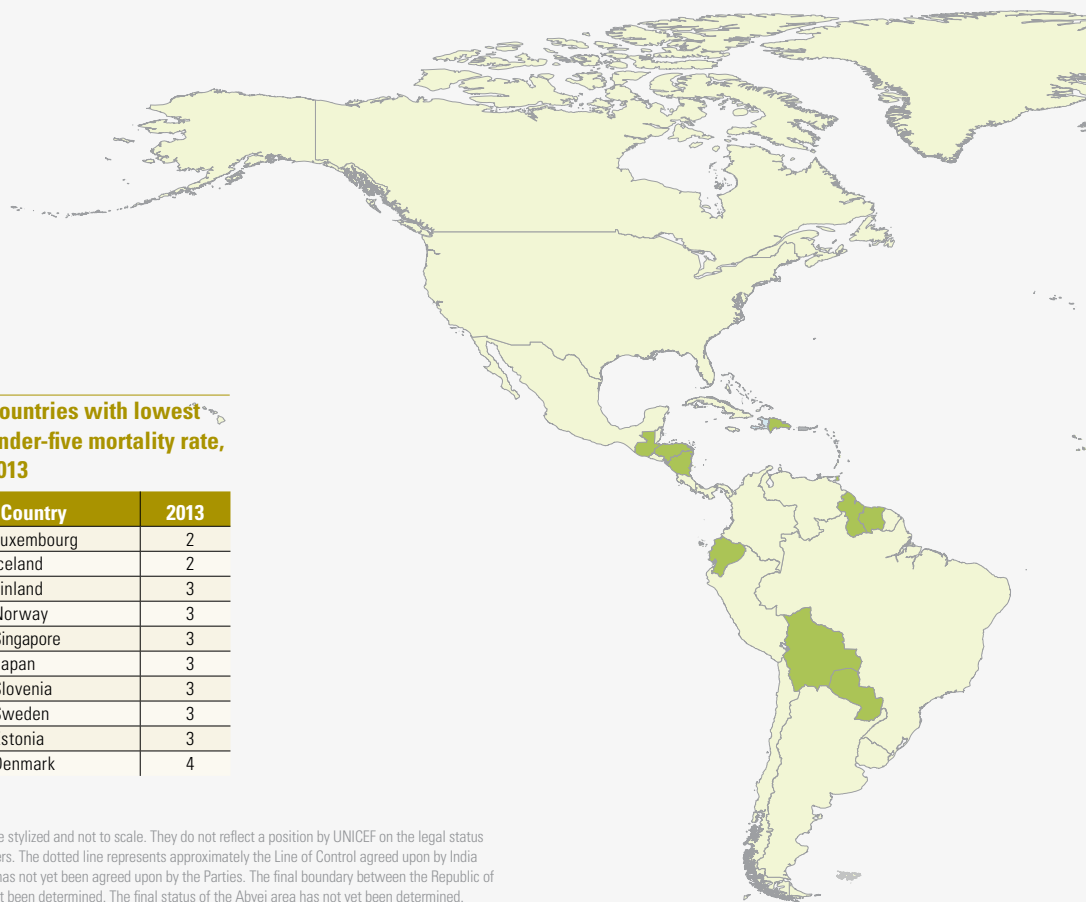 ountries with lowest
nder-five mortality rate,
013
Country 2013
uxembourg 2
celand 2
inland 3
Norway 3
Singapore 3
apan 3
Slovenia 3
Sweden 3
stonia 3
Denmark 4
e stylized and not to scale. They do not reflect a position by UNICEF on the legal status
ers. The dotted line represents approximately the Line of Control agreed upon by India
has not yet been agreed upon by the Parties. The final boundary between the Republic of
t been determined. The final status of the Abyei area has not yet been determined.